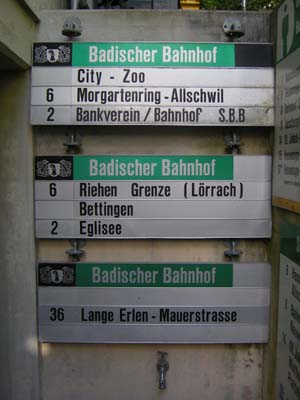 Badischer Bahnhof
City - Zoo
6 Morgartenring - Allschwil
2 Bankverein / Bahnhof S.B.B
Badischer Bahnhof
6 Riehen Grenze (Lörrach)
Bettingen
2 Eglisee
Badischer Bahnhof
36 Lange Erlen - Mauerstrasse